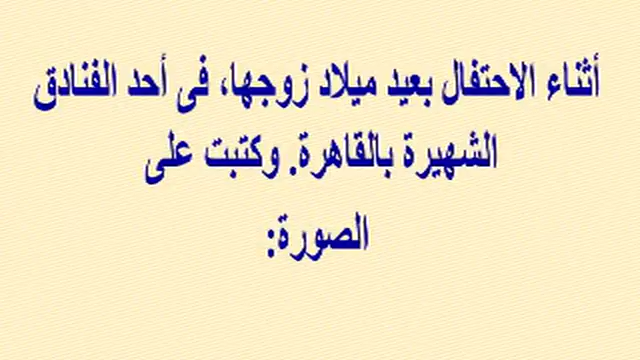 أثناء الاحتفال بعيد ميلاد زوجها، فى أحد الفنادق
الشهيرة بالقاهرة. وكتبت على
الصورة: